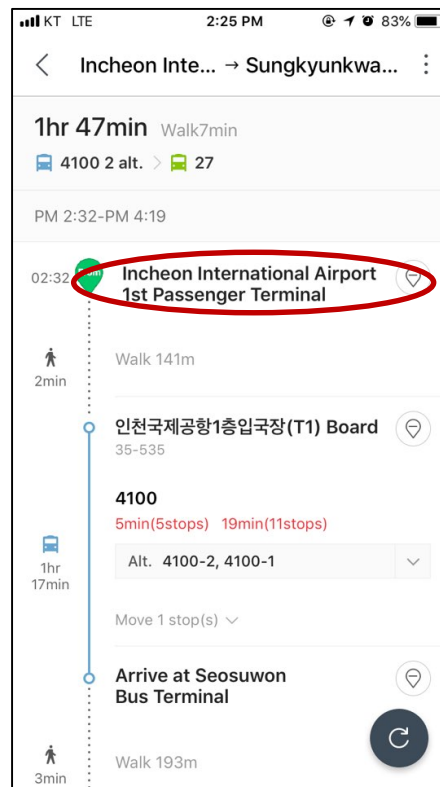 KT LTE 2:25 PM 83%
Incheon Inte... → Sungkyunkwa...
1hr 47min Walk7min
4100 2 alt. > 27
PM 2:32-PM 4:19
02:32 Incheon International Airport
1st Passenger Terminal
Walk 141m
2min
인천국제공항1층입국장(T1) Board
35-535
4100
5min(5stops) 19min(11stops)
Alt. 4100-2, 4100-1
1hr
17min
Move 1 stop(s)
Arrive at Seosuwon
Bus Terminal
Walk 193m
3min